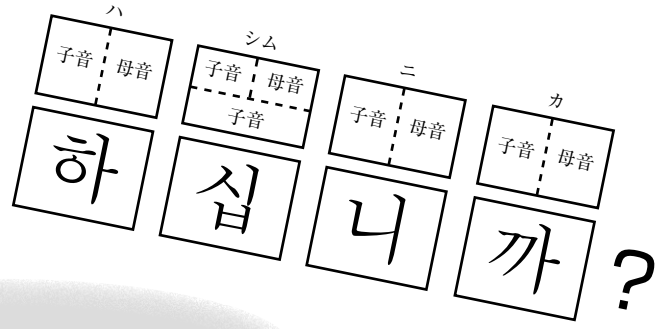 ハ シム ニ カ
子音 母音 子音 母音 子音 母音 子音 母音
子音
하 십 니 까 ?